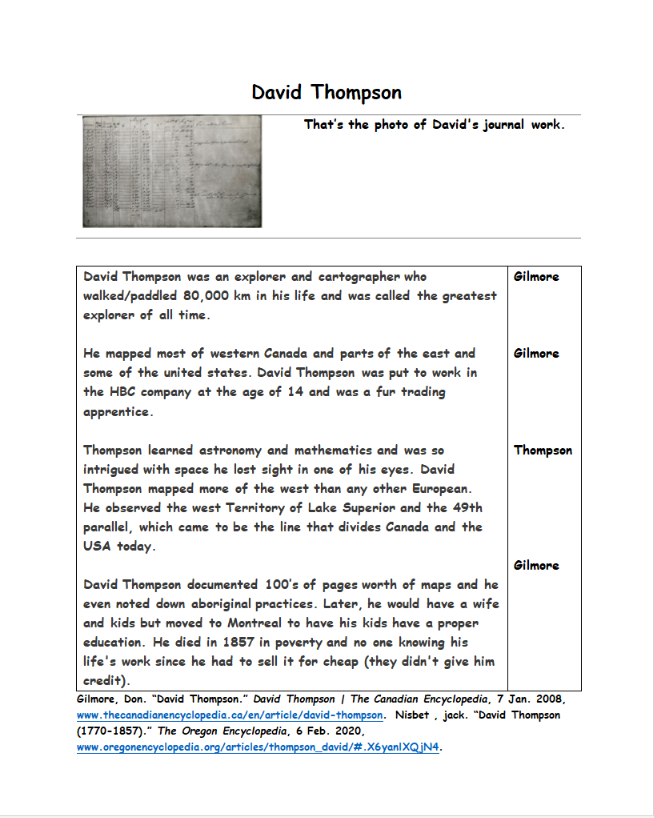 David Thompson
That's the photo of David's journal work.
David Thompson was an explorer and cartographer who
walked/paddled 80,000 km in his life and was called the greatest
explorer of all time.
Gilmore
He mapped most of western Canada and parts of the east and
some of the united states. David Thompson was put to work in
the HBC company at the age of 14 and was a fur trading
apprentice.
Gilmore
Thompson learned astronomy and mathematics and was so
intrigued with space he lost sight in one of his eyes. David
Thompson mapped more of the west than any other European.
He observed the west Territory of Lake Superior and the 49th
parallel, which came to be the line that divides Canada and the
USA today.
Thompson
David Thompson documented 100's of pages worth of maps and he
even noted down aboriginal practices. Later, he would have a wife
and kids but moved to Montreal to have his kids have a proper
education. He died in 1857 in poverty and no one knowing his
life's work since he had to sell it for cheap (they didn't give him
credit).
Gilmore
Gilmore, Don. "David Thompson." David Thompson | The Canadian Encyclopedia, 7 Jan. 2008,
www.thecanadianencyclopedia.ca/en/article/david-thompson. Nisbet , jack. "David Thompson
(1770-1857)." The Oregon Encyclopedia, 6 Feb. 2020,
www.oregonencyclopedia.org/articles/thompson_david/#.X6yanlXQjN4.